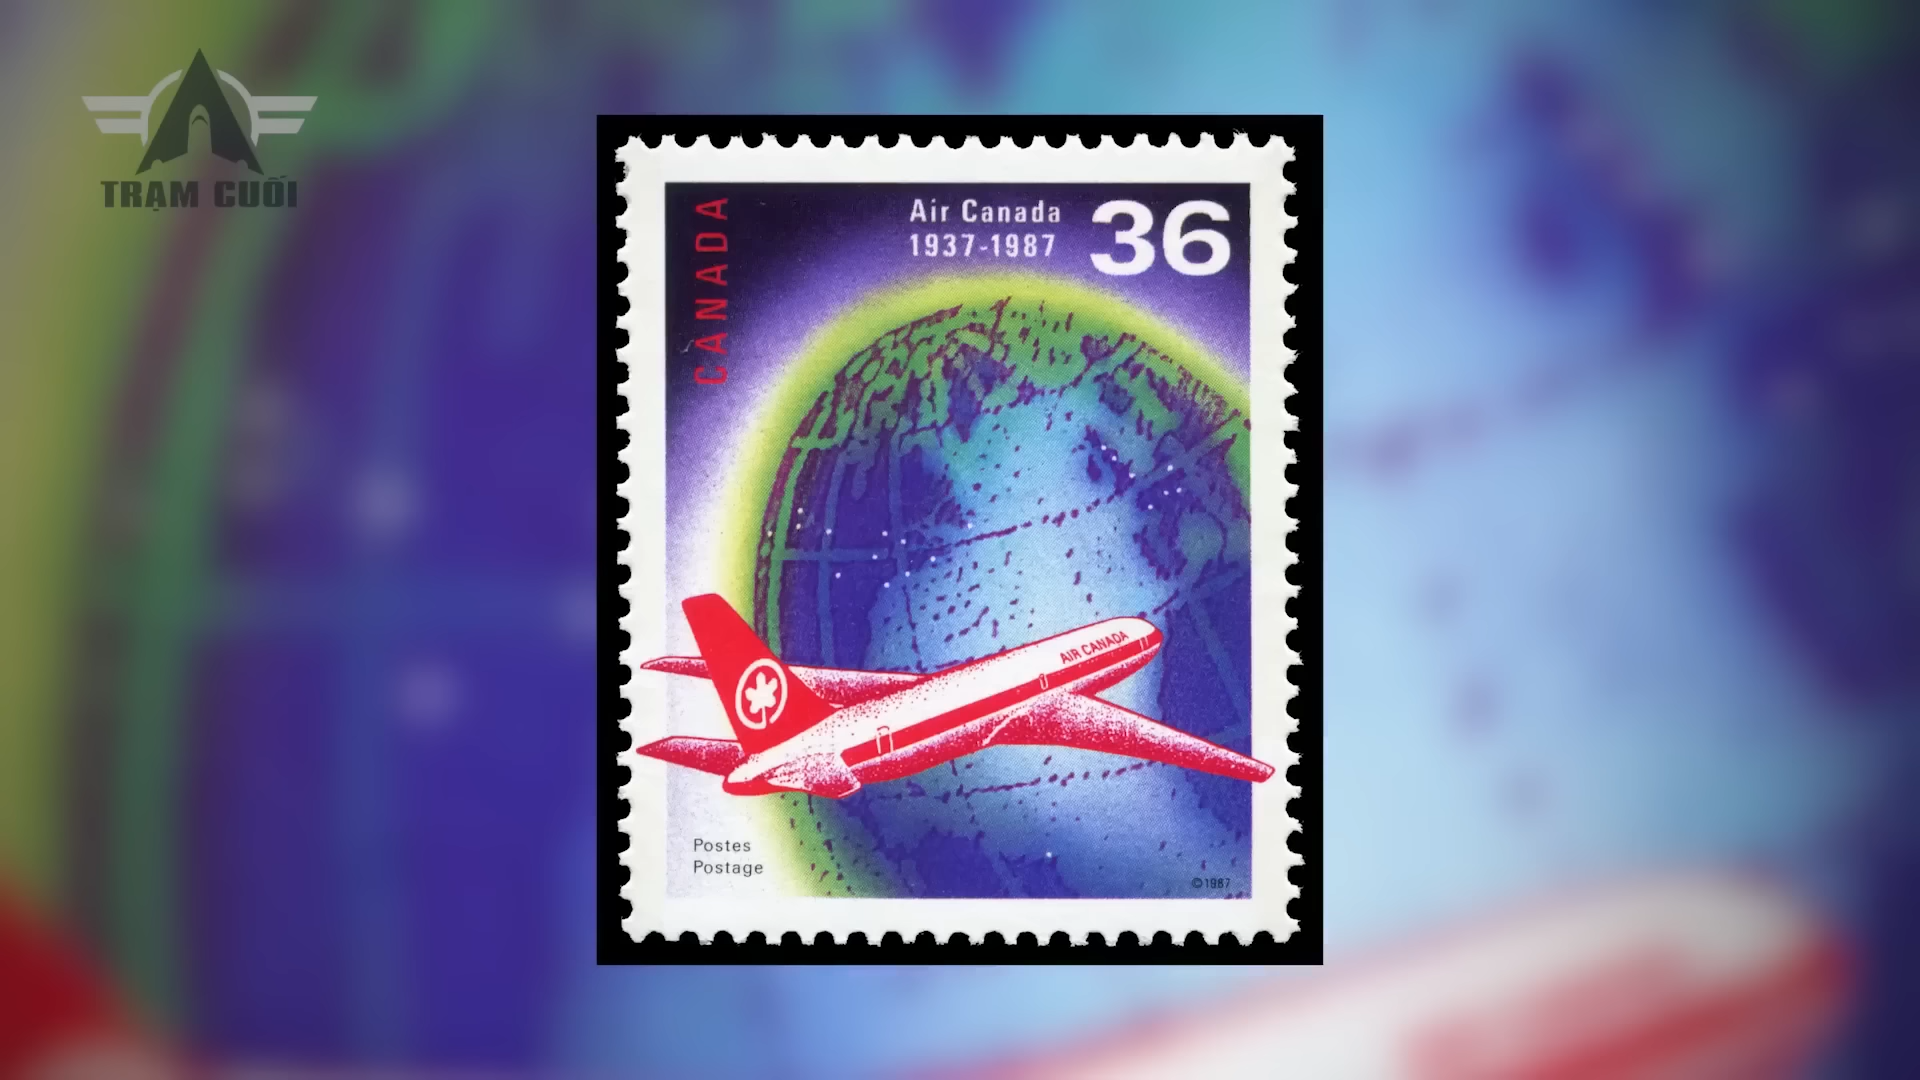 TRẠM CUỐI
CANADA
Air Canada
1937-1987
36
AIR CANADA
Postes
Postage
©1987